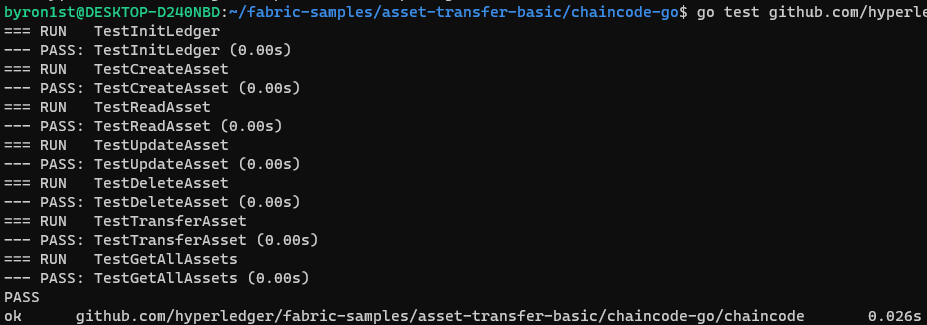 byron1st@DESKTOP-D240NBD:~/fabric-samples/asset-transfer-basic/chaincode-go$ go test github.com/hyperle
=== RUN   TestInitLedger
--- PASS: TestInitLedger (0.00s)
=== RUN   TestCreateAsset
--- PASS: TestCreateAsset (0.00s)
=== RUN   TestReadAsset
--- PASS: TestReadAsset (0.00s)
=== RUN   TestUpdateAsset
--- PASS: TestUpdateAsset (0.00s)
=== RUN   TestDeleteAsset
--- PASS: TestDeleteAsset (0.00s)
=== RUN   TestTransferAsset
--- PASS: TestTransferAsset (0.00s)
=== RUN   TestGetAllAssets
--- PASS: TestGetAllAssets (0.00s)
PASS
ok      github.com/hyperledger/fabric-samples/asset-transfer-basic/chaincode-go/chaincode       0.026s